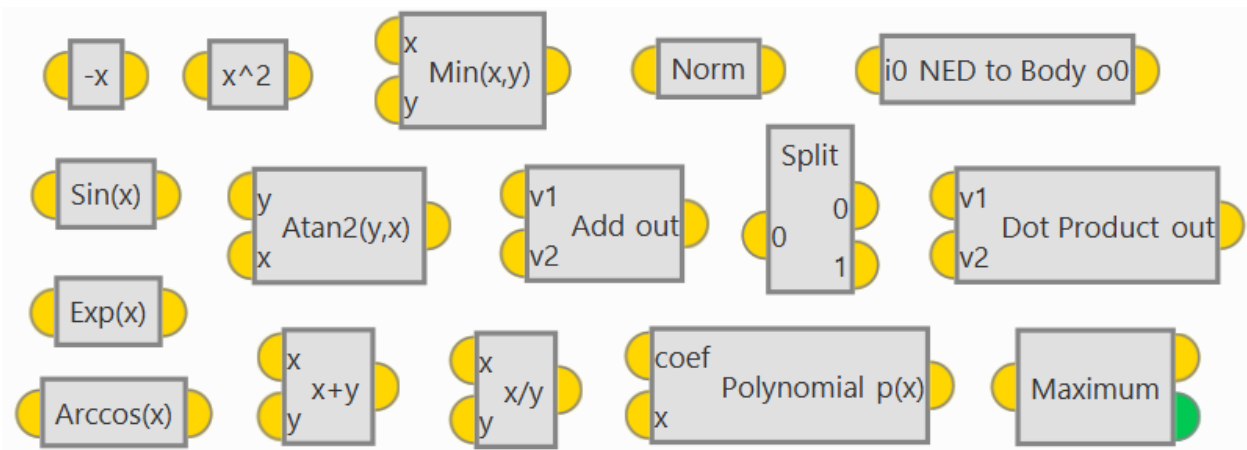 -x
x^2
x
y
Min(x,y)
Norm
i0 NED to Body o0
Sin(x)
y
x
Atan2(y,x)
v1
v2
Add out
Split
0
0
1
v1
v2
Dot Product out
Exp(x)
x
y
x+y
x
y
x/y
coef
x
Polynomial p(x)
Maximum
Arccos(x)